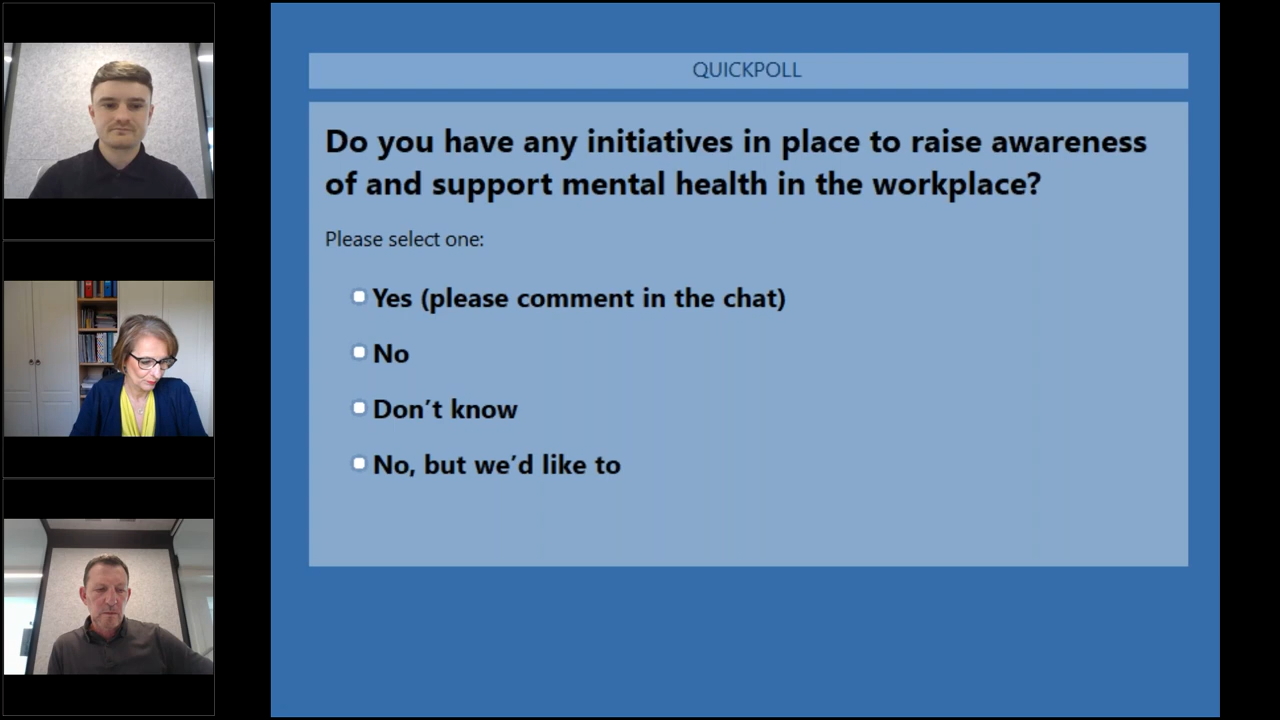 QUICKPOLL
Do you have any initiatives in place to raise awareness
of and support mental health in the workplace?
Please select one:
Yes (please comment in the chat)
No
Don’t know
No, but we’d like to